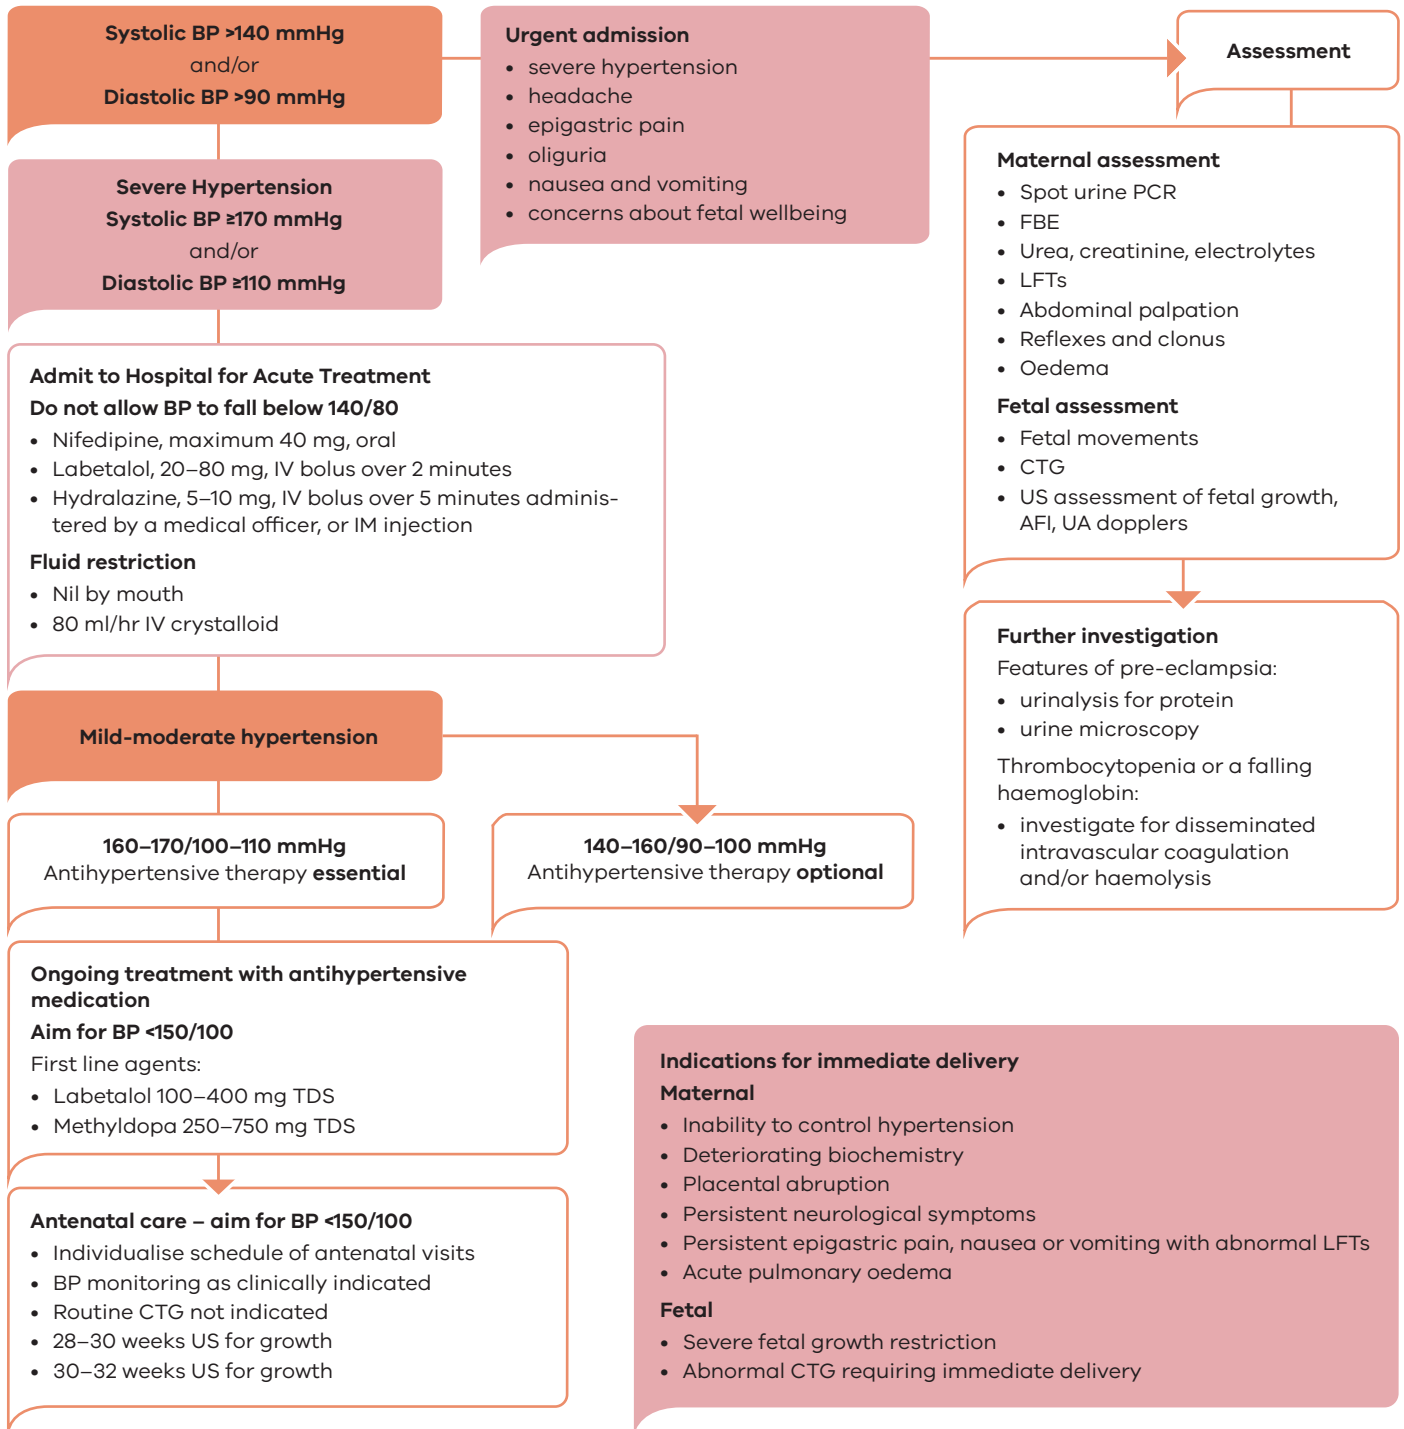 Systolic BP >140 mmHg
and/or
Diastolic BP >90 mmHg
Urgent admission
• severe hypertension
• headache
• epigastric pain
• oliguria
• nausea and vomiting
• concerns about fetal wellbeing
Assessment
Severe Hypertension
Systolic BP ≥170 mmHg
and/or
Diastolic BP ≥110 mmHg
Maternal assessment
• Spot urine PCR
• FBE
• Urea, creatinine, electrolytes
• LFTs
• Abdominal palpation
• Reflexes and clonus
• Oedema
Fetal assessment
• Fetal movements
• CTG
• US assessment of fetal growth,
AFI, UA dopplers
Admit to Hospital for Acute Treatment
Do not allow BP to fall below 140/80
• Nifedipine, maximum 40 mg, oral
• Labetalol, 20–80 mg, IV bolus over 2 minutes
• Hydralazine, 5–10 mg, IV bolus over 5 minutes adminis-
tered by a medical officer, or IM injection
Fluid restriction
• Nil by mouth
• 80 ml/hr IV crystalloid
Further investigation
Features of pre-eclampsia:
• urinalysis for protein
• urine microscopy
Thrombocytopenia or a falling
haemoglobin:
• investigate for disseminated
intravascular coagulation
and/or haemolysis
Mild-moderate hypertension
160–170/100–110 mmHg
Antihypertensive therapy essential
140–160/90–100 mmHg
Antihypertensive therapy optional
Ongoing treatment with antihypertensive
medication
Aim for BP <150/100
First line agents:
• Labetalol 100–400 mg TDS
• Methyldopa 250–750 mg TDS
Antenatal care – aim for BP <150/100
• Individualise schedule of antenatal visits
• BP monitoring as clinically indicated
• Routine CTG not indicated
• 28–30 weeks US for growth
• 30–32 weeks US for growth
Indications for immediate delivery
Maternal
• Inability to control hypertension
• Deteriorating biochemistry
• Placental abruption
• Persistent neurological symptoms
• Persistent epigastric pain, nausea or vomiting with abnormal LFTs
• Acute pulmonary oedema
Fetal
• Severe fetal growth restriction
• Abnormal CTG requiring immediate delivery